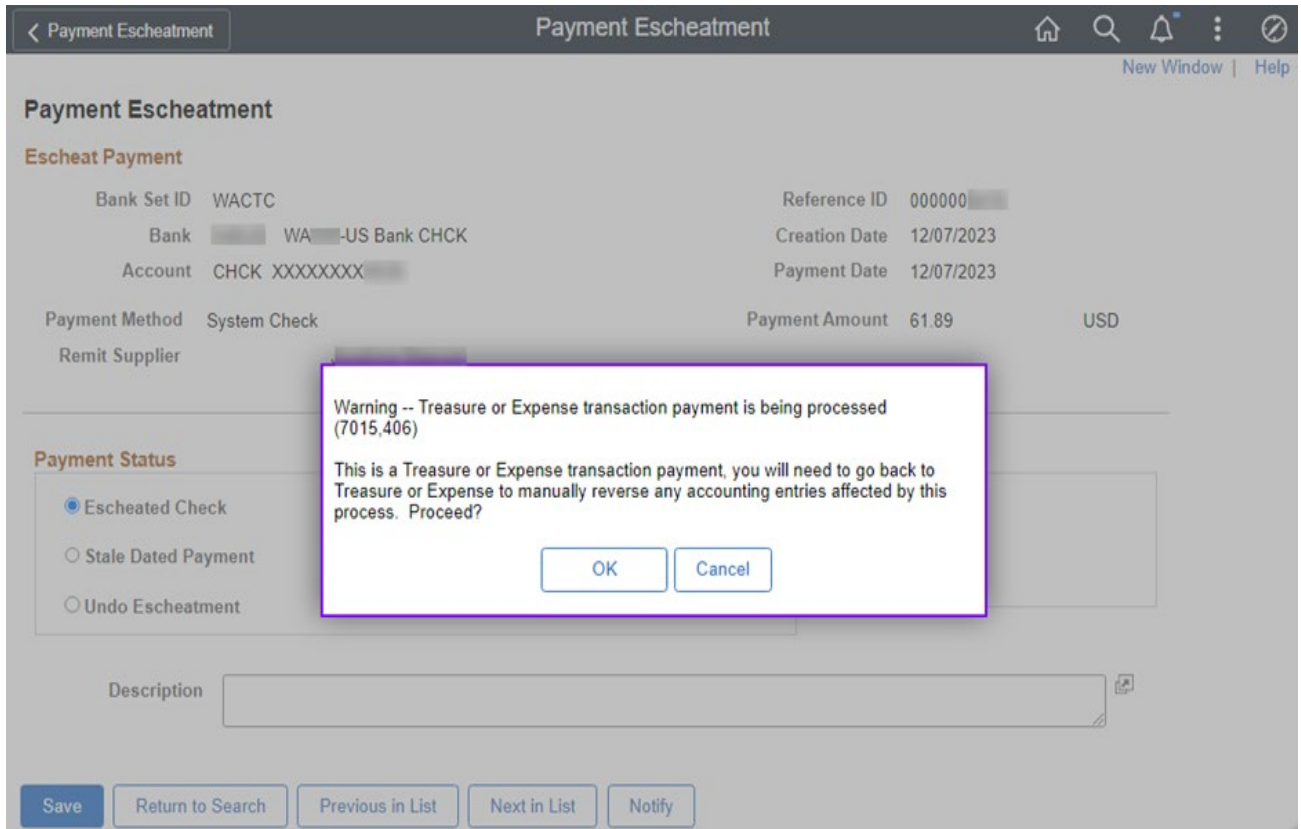 Payment Escheatment
Payment Escheatment
New Window | Help
Payment Escheatment
Escheat Payment
Bank Set ID WACTC Reference ID 000000
Bank WA -US Bank CHCK Creation Date 12/07/2023
Account CHCK XXXXXXXX Payment Date 12/07/2023
Payment Method System Check Payment Amount 61.89 USD
Remit Supplier
Warning -- Treasure or Expense transaction payment is being processed
(7015,406)
This is a Treasure or Expense transaction payment, you will need to go back to
Treasure or Expense to manually reverse any accounting entries affected by this
process. Proceed?
OK Cancel
Payment Status
Escheated Check
Stale Dated Payment
Undo Escheatment
Description
Save Return to Search Previous in List Next in List Notify